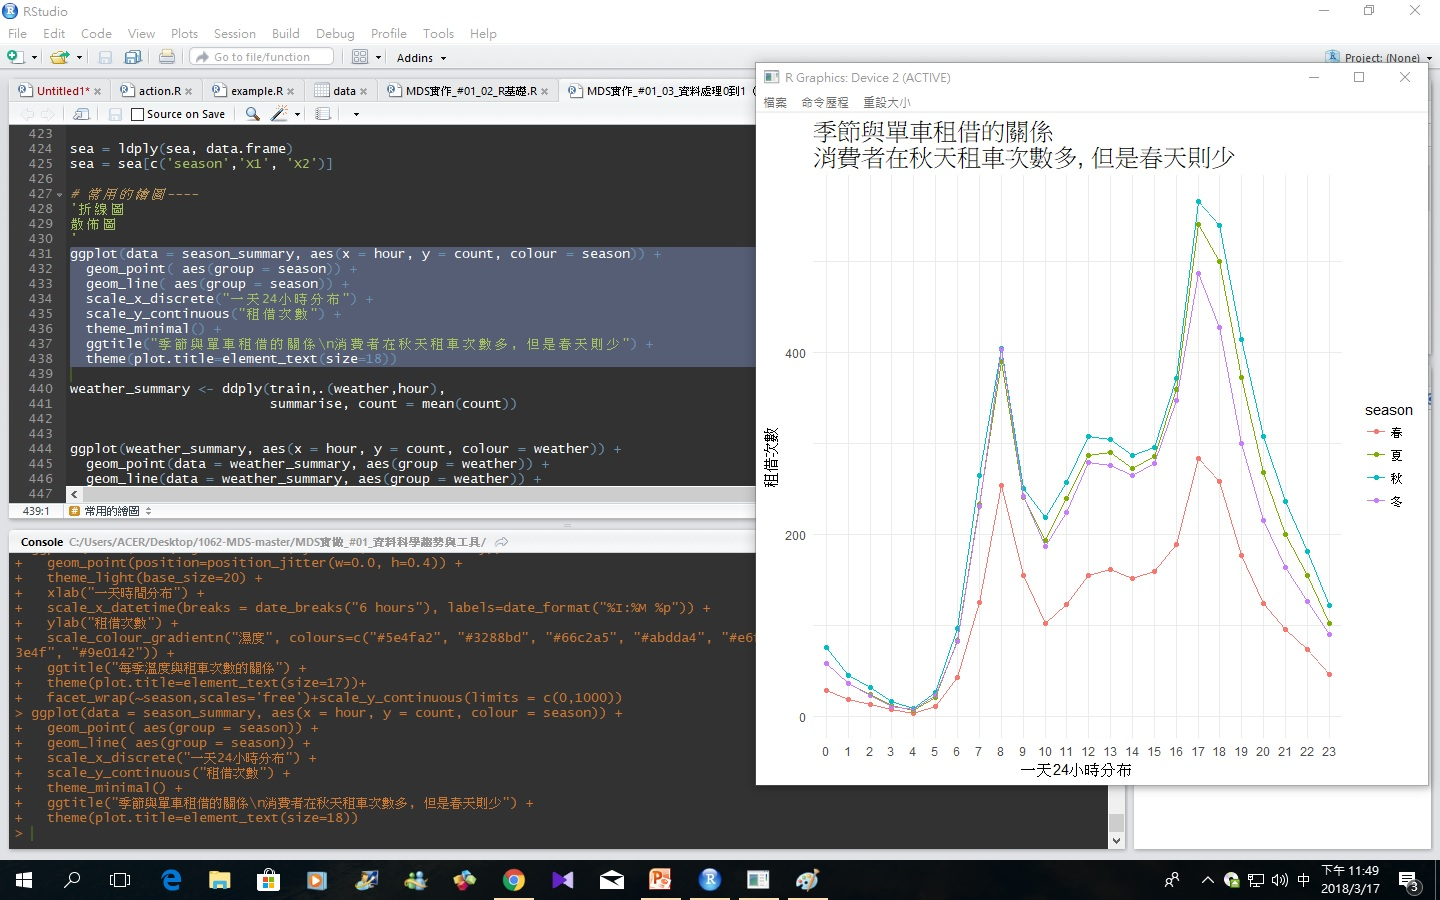 RStudio
File Edit Code View Plots Session Build Debug Profile Tools Help
Go to file/function
Addins
Project: (None)
Untitled1*
action.R
example.R
data
MDS實作_#01_02_R基礎.R
MDS實作_#01_03_資料處理0到1
Source on Save
423
424 sea = ldply(sea, data.frame)
425 sea = sea[c('season','X1', 'X2')]
426
427 # 常用的繪圖----
428 '折線圖
429 散佈圖
430 '
431 ggplot(data = season_summary, aes(x = hour, y = count, colour = season)) +
432 geom_point( aes(group = season)) +
433 geom_line( aes(group = season)) +
434 scale_x_discrete("一天24小時分布") +
435 scale_y_continuous("租借次數") +
436 theme_minimal() +
437 ggtitle("季節與單車租借的關係\n消費者在秋天租車次數多, 但是春天則少") +
438 theme(plot.title=element_text(size=18))
439
440 weather_summary <- ddply(train,.(weather,hour),
441 summarise, count = mean(count))
442
443
444 ggplot(weather_summary, aes(x = hour, y = count, colour = weather)) +
445 geom_point(data = weather_summary, aes(group = weather)) +
446 geom_line(data = weather_summary, aes(group = weather)) +
447
439:1 # 常用的繪圖
Console C:/Users/ACER/Desktop/1062-MDS-master/MDS實做_#01_資料科學趨勢與工具/
+ geom_point(position=position_jitter(w=0.0, h=0.4)) +
+ theme_light(base_size=20) +
+ xlab("一天時間分布") +
+ scale_x_datetime(breaks = date_breaks("6 hours"), labels=date_format("%I:%M %p")) +
+ ylab("租借次數") +
+ scale_colour_gradientn("濕度", colours=c("#5e4fa2", "#3288bd", "#66c2a5", "#abdda4",
3e4f", "#9e0142")) +
+ ggtitle("每季溫度與租車次數的關係") +
+ theme(plot.title=element_text(size=17))+
+ facet_wrap(~season,scales='free')+scale_y_continuous(limits = c(0,1000))
> ggplot(data = season_summary, aes(x = hour, y = count, colour = season)) +
+ geom_point( aes(group = season)) +
+ geom_line( aes(group = season)) +
+ scale_x_discrete("一天24小時分布") +
+ scale_y_continuous("租借次數") +
+ theme_minimal() +
+ ggtitle("季節與單車租借的關係\n消費者在秋天租車次數多, 但是春天則少") +
+ theme(plot.title=element_text(size=18))
>
R Graphics: Device 2 (ACTIVE)
檔案 命令歷程 重設大小
季節與單車租借的關係
消費者在秋天租車次數多, 但是春天則少
租借次數
400
200
0
0 1 2 3 4 5 6 7 8 9 10 11 12 13 14 15 16 17 18 19 20 21 22 23
一天24小時分布
season
春
夏
秋
冬
中
下午 11:49
2018/3/17
3